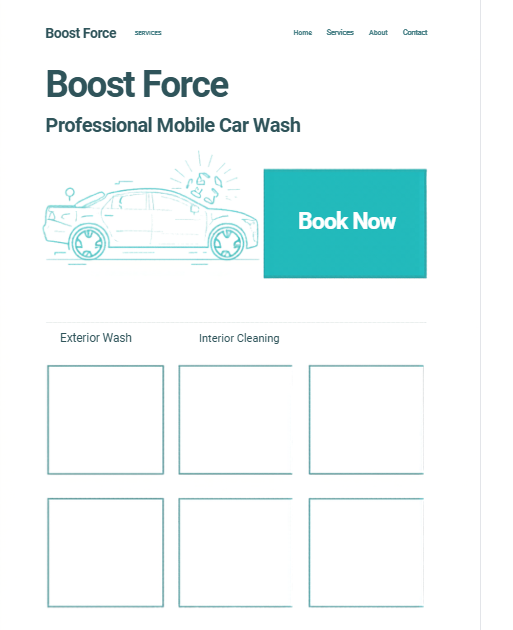 Boost Force SERVICES Home Services About Contact
Boost Force
Professional Mobile Car Wash
Book Now
Exterior Wash Interior Cleaning